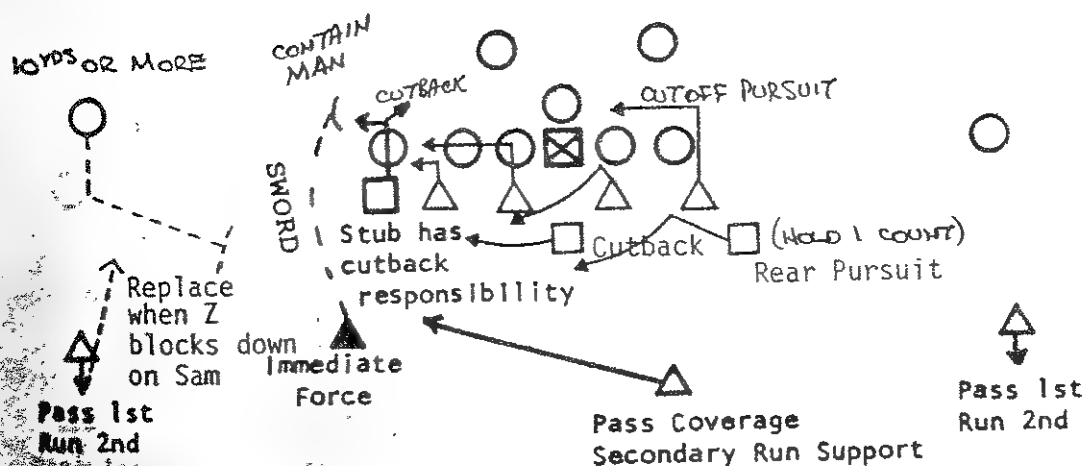 10 YDS OR MORE
CONTAIN
MAN
CUTBACK
CUTOFF PURSUIT
SWORD
Stub has
cutback
responsibility
Cutback
(HOLD 1 COUNT)
Rear Pursuit
Replace
when Z
blocks down
on Sam
Immediate
Force
Pass 1st
Run 2nd
Pass Coverage
Secondary Run Support
Pass 1st
Run 2nd